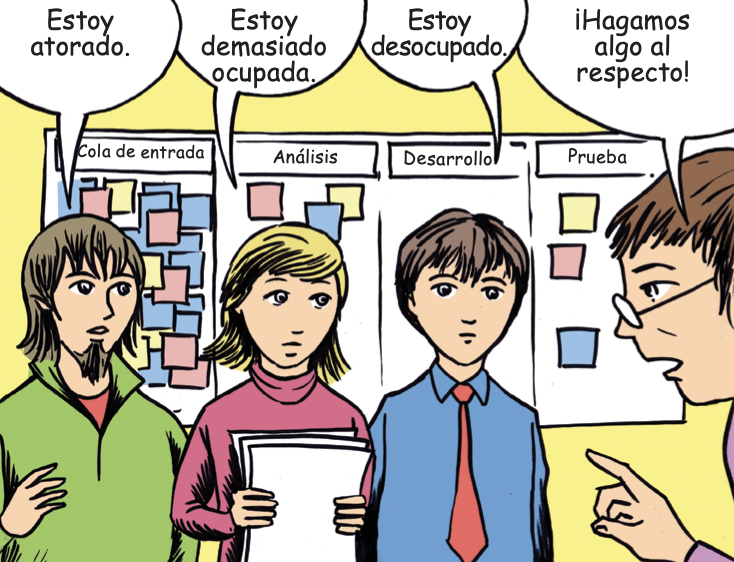 Estoy
atorado.
Estoy
demasiado
ocupada.
Estoy
desocupado.
¡Hagamos
algo al
respecto!
Cola de entrada
Análisis
Desarrollo
Prueba